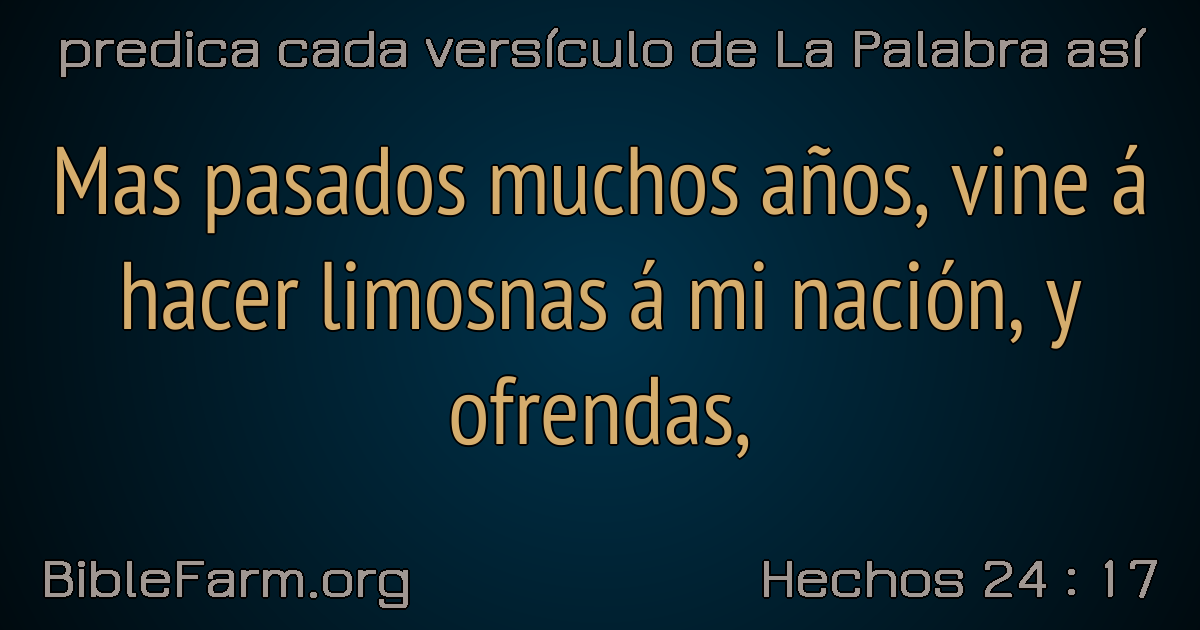 predica cada versículo de La Palabra así
Mas pasados muchos años, vine á
hacer limosnas á mi nación, y
ofrendas,
BibleFarm.org
Hechos 24 : 17